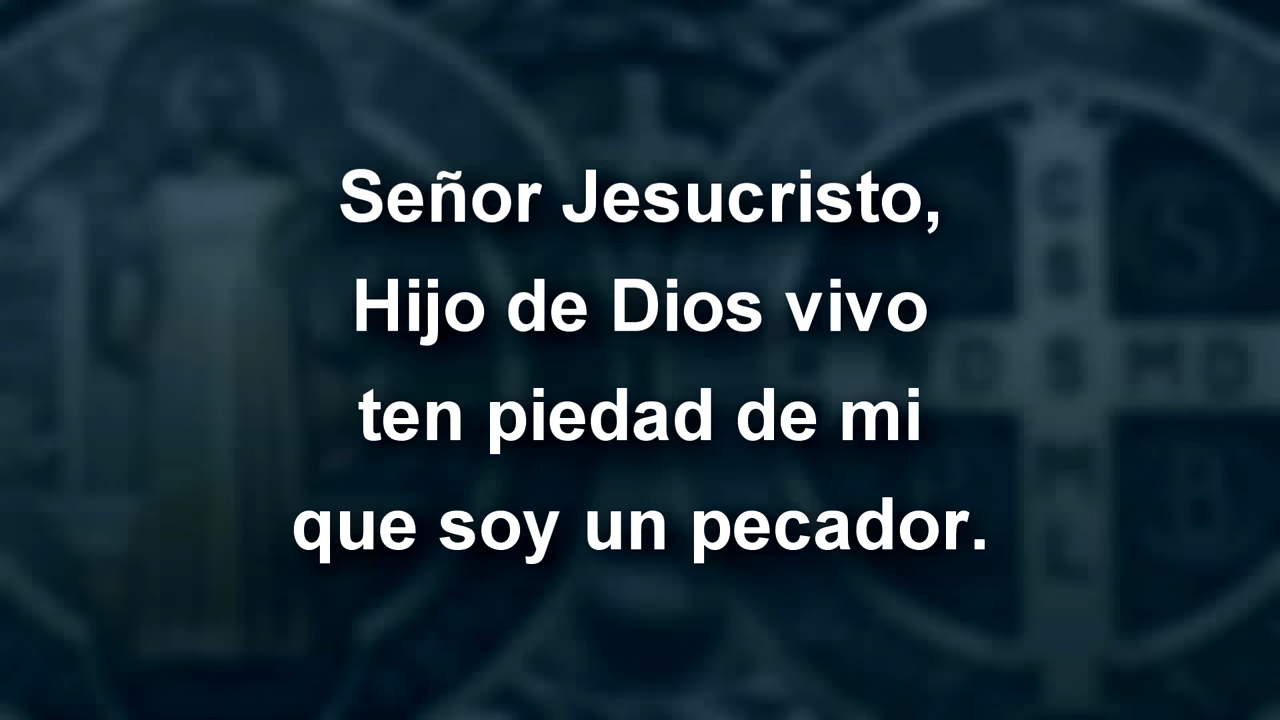 Señor Jesucristo,
Hijo de Dios vivo
ten piedad de mi
que soy un pecador.